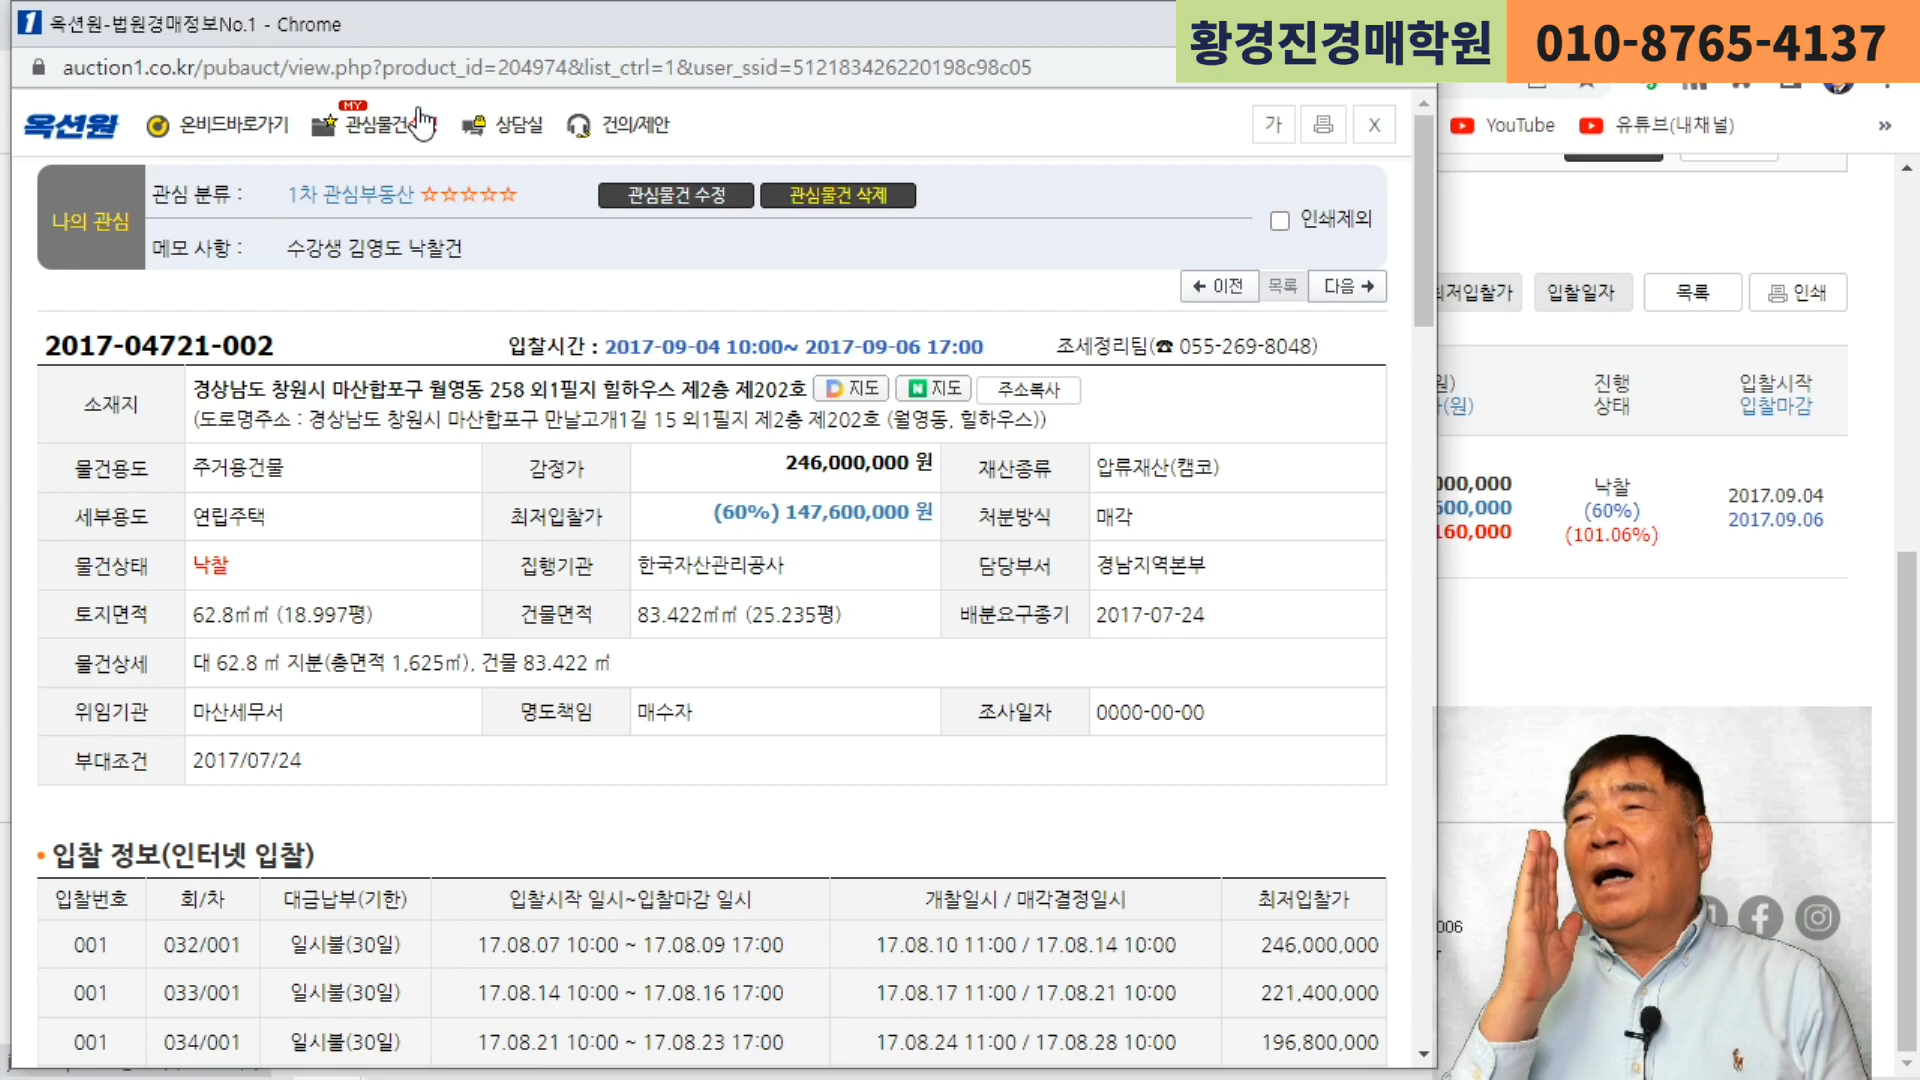 옥션원-법원경매정보No.1 - Chrome
황경진경매학원 010-8765-4137
auction1.co.kr/pubauct/view.php?product_id=204974&list_ctrl=1&user_ssid=512183426220198c98c05
옥션원 온비드바로가기 MY 관심물건 상담실 건의/제안 가 X
YouTube 유튜브(내채널) »
나의 관심
관심 분류 : 1차 관심부동산 ☆☆☆☆☆ 관심물건 수정 관심물건 삭제
인쇄제외
메모 사항 : 수강생 김영도 낙찰건
← 이전 목록 다음 →
최저입찰가 입찰일자 목록 인쇄
2017-04721-002 입찰시간 : 2017-09-04 10:00~ 2017-09-06 17:00 조세정리팀(☎ 055-269-8048)
소재지 경상남도 창원시 마산합포구 월영동 258 외1필지 힐하우스 제2층 제202호 D 지도 N 지도 주소복사
(도로명주소 : 경상남도 창원시 마산합포구 만날고개1길 15 외1필지 제2층 제202호 (월영동, 힐하우스))
물건용도 주거용건물 감정가 246,000,000 원 재산종류 압류재산(캠코)
세부용도 연립주택 최저입찰가 (60%) 147,600,000 원 처분방식 매각
물건상태 낙찰 집행기관 한국자산관리공사 담당부서 경남지역본부
토지면적 62.8㎡㎡ (18.997평) 건물면적 83.422㎡㎡ (25.235평) 배분요구종기 2017-07-24
물건상세 대 62.8 ㎡ 지분(총면적 1,625㎡), 건물 83.422 ㎡
위임기관 마산세무서 명도책임 매수자 조사일자 0000-00-00
부대조건 2017/07/24
원) 진행 입찰시작
(원) 상태 입찰마감
000,000 낙찰 2017.09.04
600,000 (60%) 2017.09.06
160,000 (101.06%)
• 입찰 정보(인터넷 입찰)
입찰번호 회/차 대금납부(기한) 입찰시작 일시~입찰마감 일시 개찰일시 / 매각결정일시 최저입찰가
001 032/001 일시불(30일) 17.08.07 10:00 ~ 17.08.09 17:00 17.08.10 11:00 / 17.08.14 10:00 246,000,000
001 033/001 일시불(30일) 17.08.14 10:00 ~ 17.08.16 17:00 17.08.17 11:00 / 17.08.21 10:00 221,400,000
001 034/001 일시불(30일) 17.08.21 10:00 ~ 17.08.23 17:00 17.08.24 11:00 / 17.08.28 10:00 196,800,000
006